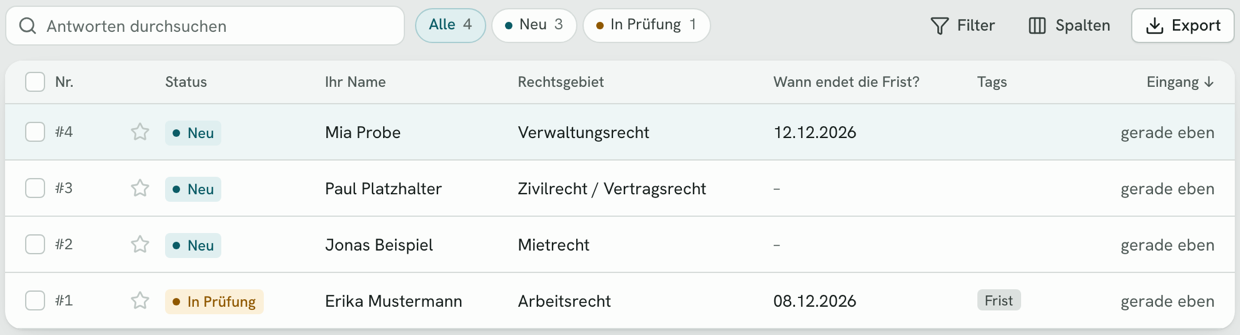 Antworten durchsuchen Alle 4 Neu 3 In Prüfung 1 Filter Spalten Export
Nr. Status Ihr Name Rechtsgebiet Wann endet die Frist? Tags Eingang ↓
#4 Neu Mia Probe Verwaltungsrecht 12.12.2026 gerade eben
#3 Neu Paul Platzhalter Zivilrecht / Vertragsrecht – gerade eben
#2 Neu Jonas Beispiel Mietrecht – gerade eben
#1 In Prüfung Erika Mustermann Arbeitsrecht 08.12.2026 Frist gerade eben